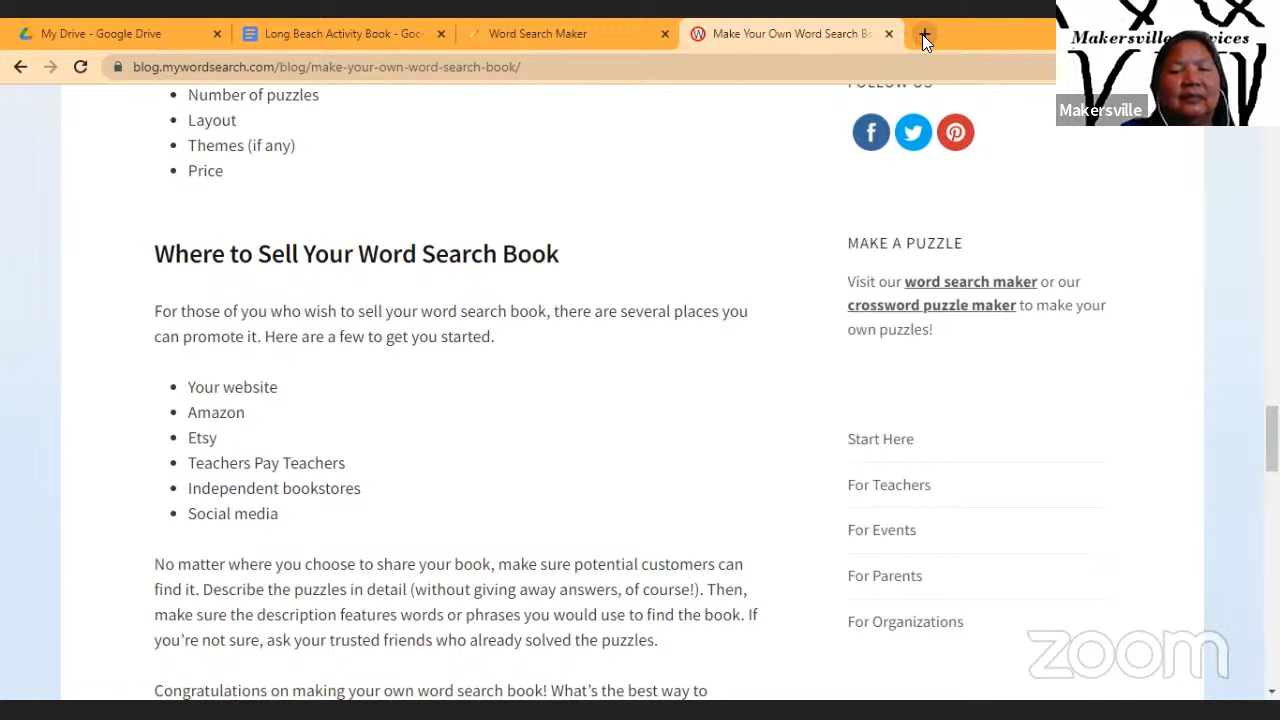 My Drive - Google Drive
Long Beach Activity Book - Goo
Word Search Maker
Make Your Own Word Search Bo
blog.mywordsearch.com/blog/make-your-own-word-search-book/
Makersville
Number of puzzles
Layout
Themes (if any)
Price
Where to Sell Your Word Search Book
For those of you who wish to sell your word search book, there are several places you
can promote it. Here are a few to get you started.
Your website
Amazon
Etsy
Teachers Pay Teachers
Independent bookstores
Social media
No matter where you choose to share your book, make sure potential customers can
find it. Describe the puzzles in detail (without giving away answers, of course!). Then,
make sure the description features words or phrases you would use to find the book. If
you're not sure, ask your trusted friends who already solved the puzzles.
Congratulations on making your own word search book! What's the best way to
FOLLOW US
MAKE A PUZZLE
Visit our word search maker or our
crossword puzzle maker to make your
own puzzles!
Start Here
For Teachers
For Events
For Parents
For Organizations
zoom